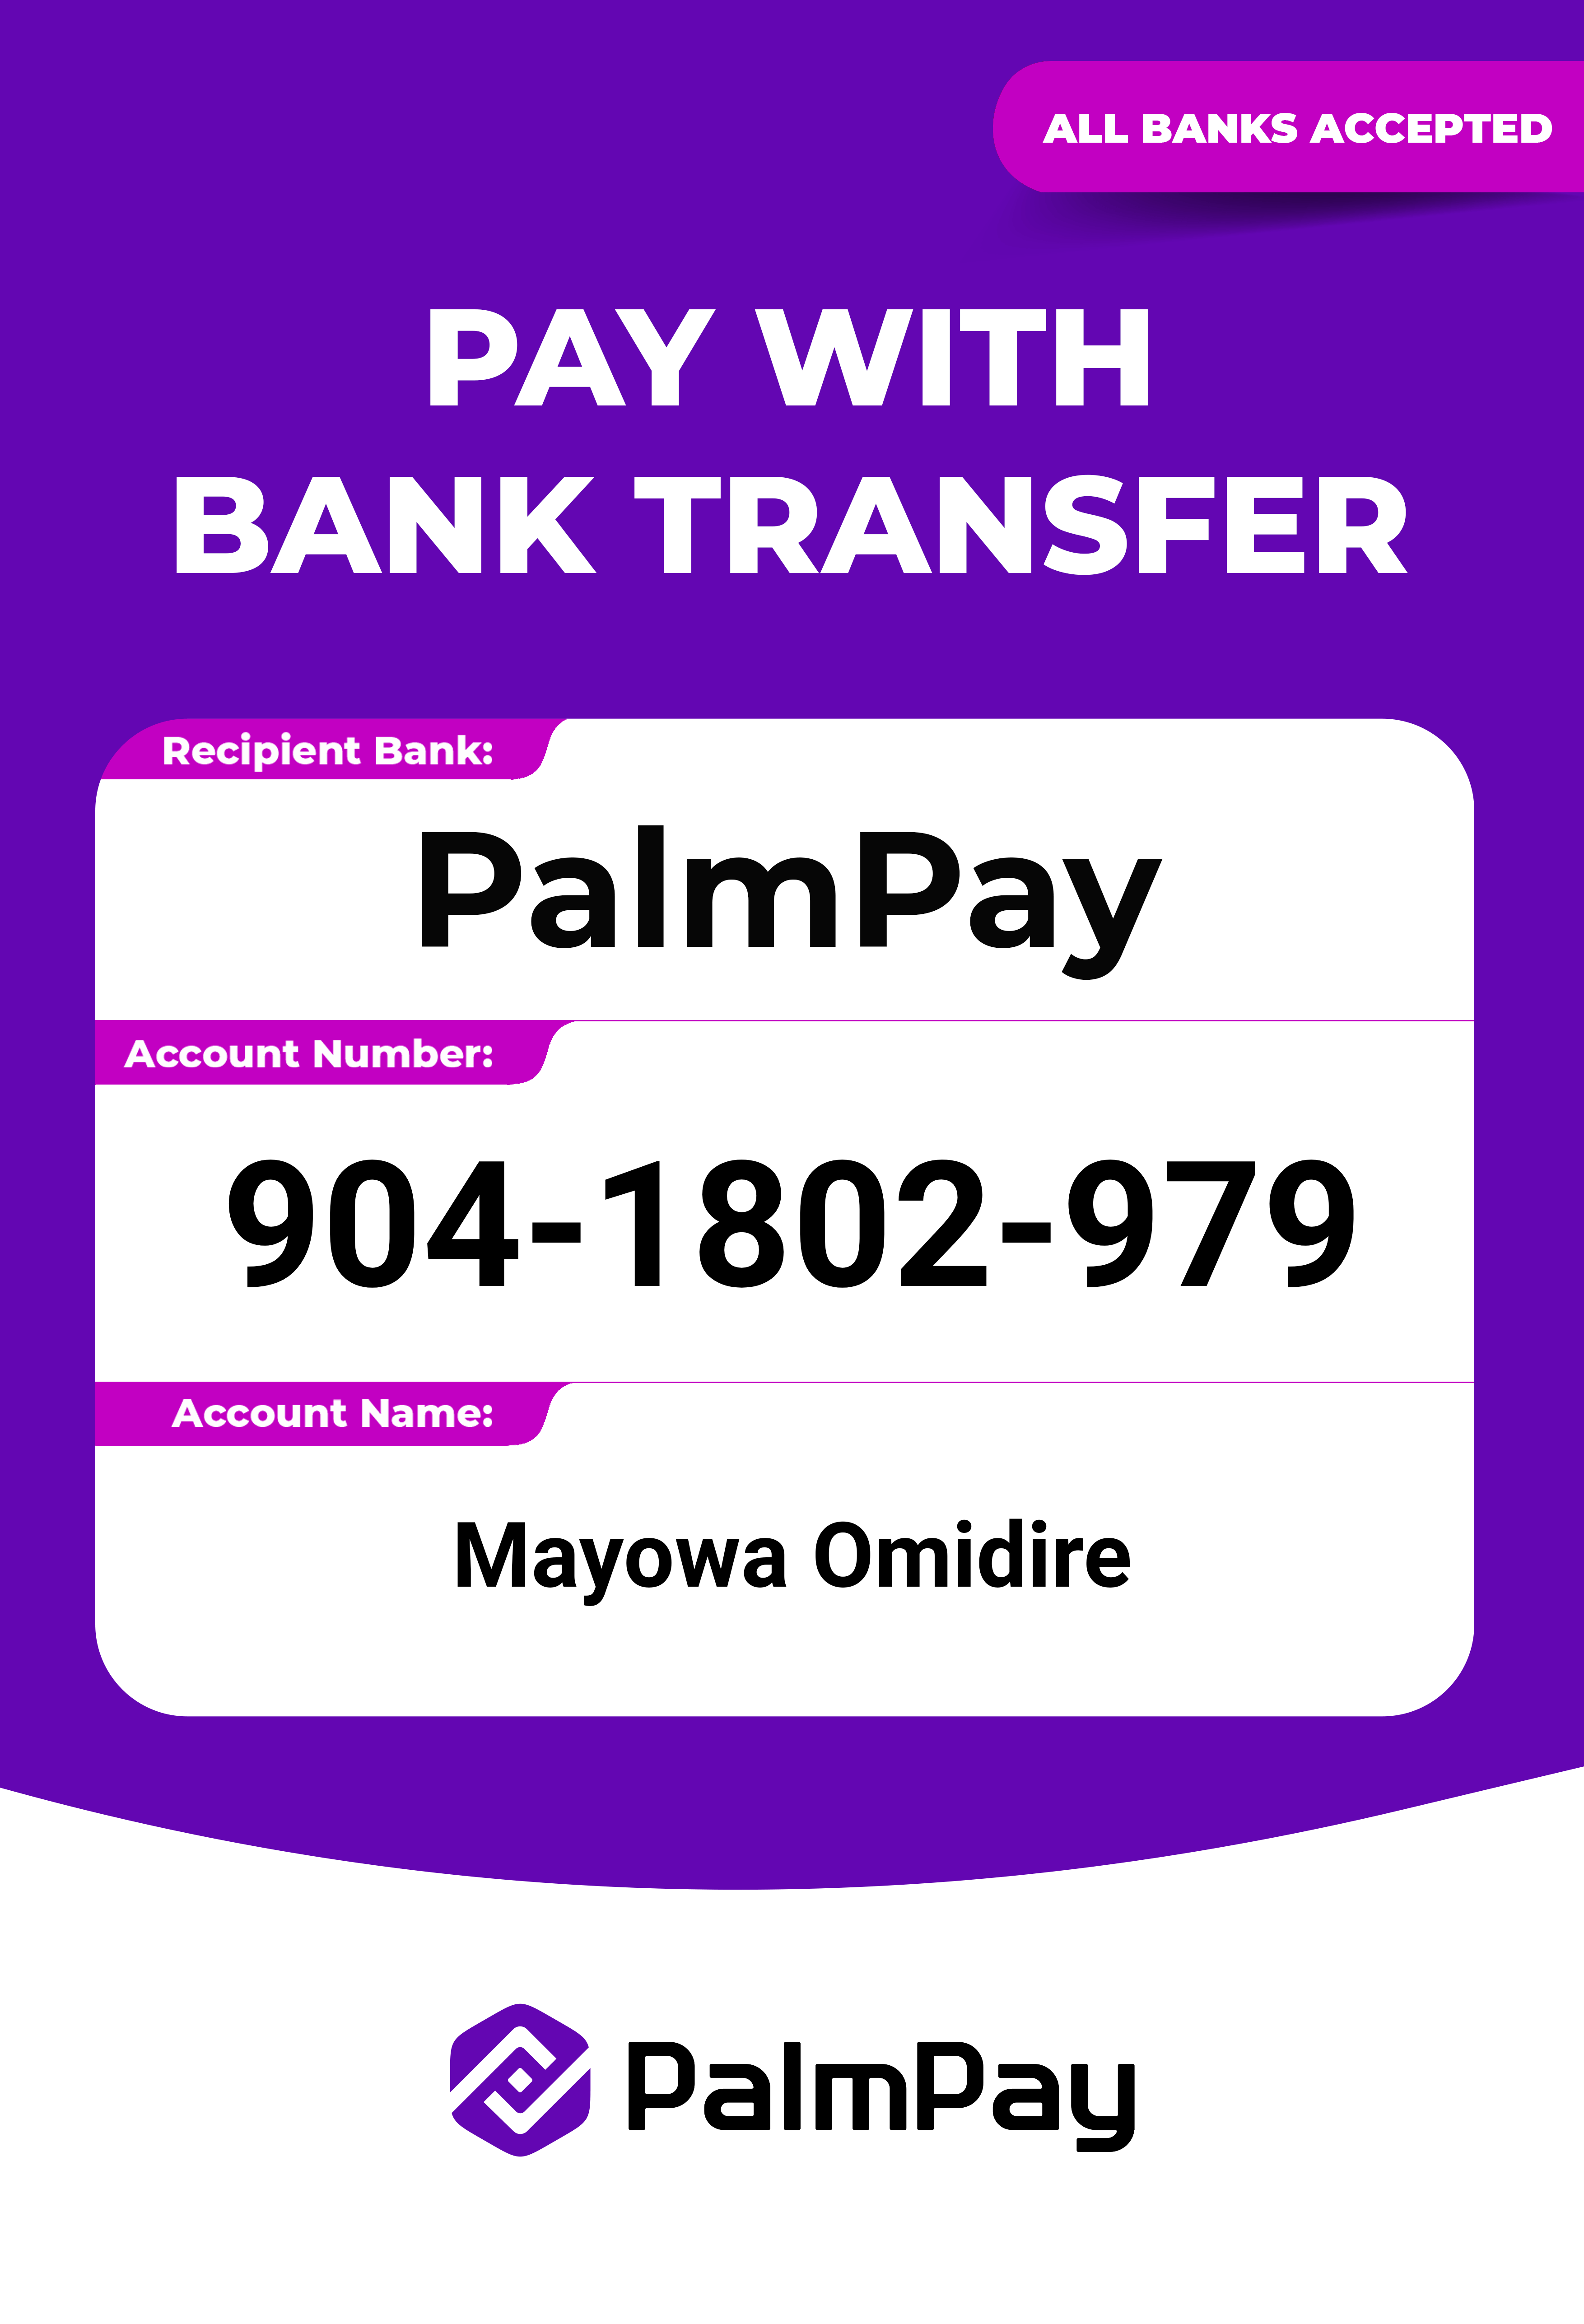 ALL BANKS ACCEPTED
PAY WITH
BANK TRANSFER
Recipient Bank:
PalmPay
Account Number:
904-1802-979
Account Name:
Mayowa Omidire
PalmPay